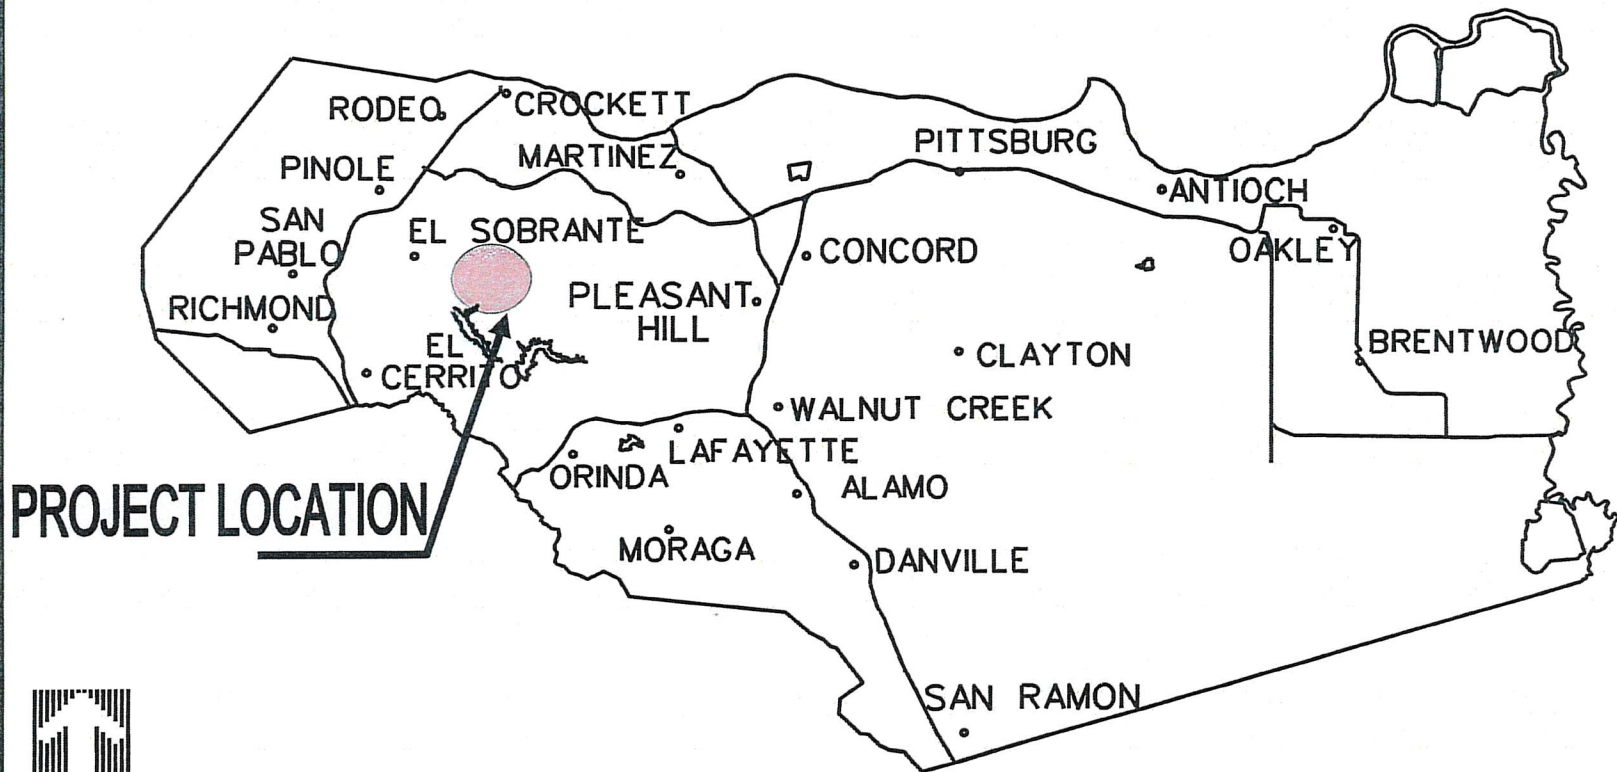 RODEO
CROCKETT
PITTSBURG
MARTINEZ
PINOLE
ANTIOCH
SAN
PABLO
EL SOBRANTE
CONCORD
OAKLEY
PLEASANT
HILL
RICHMOND
EL
CERRITO
CLAYTON
BRENTWOOD
WALNUT CREEK
LAFAYETTE
ORINDA
ALAMO
PROJECT LOCATION
MORAGA
DANVILLE
SAN RAMON